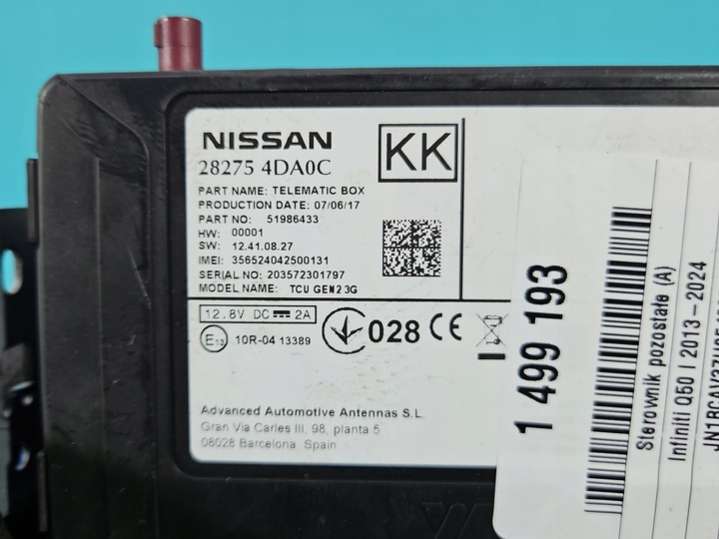 NISSAN
KK
28275 4DA0C
PART NAME: TELEMATIC BOX
PRODUCTION DATE: 07/06/17
PART NO: 51986433
HW: 00001
SW: 12.41.08.27
IMEI: 356524042500131
SERIAL NO: 203572301797
MODEL NAME: TCU GEN2 3G
12.8V DC 2A
028 CE
E 10R-04 13389
Advanced Automotive Antennas S.L.
Gran Via Carles III, 98, planta 5
08028 Barcelona, Spain
1 499 193
Sterownik pozostałe (A)
Infiniti Q50 I 2013-2024